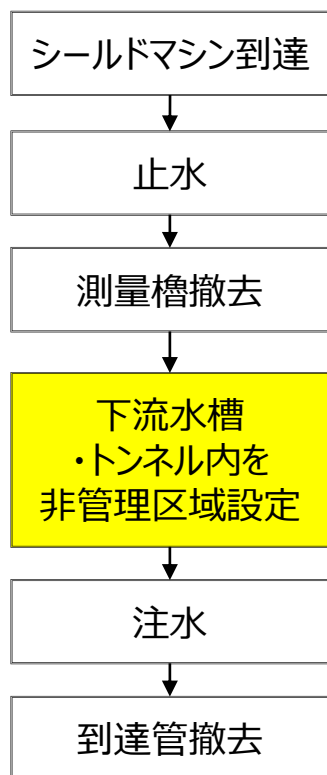 シールドマシン到達
止水
測量櫓撤去
下流水槽
・トンネル内を
非管理区域設定
注水
到達管撤去